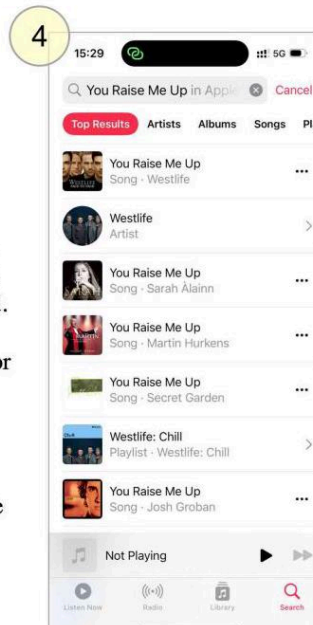 4
15:29
5G
You Raise Me Up in Appl
Cancel
Top Results Artists Albums Songs Pl
You Raise Me Up
Song · Westlife
Westlife
Artist
You Raise Me Up
Song · Sarah Àlainn
You Raise Me Up
Song · Martin Hurkens
You Raise Me Up
Song · Secret Garden
Westlife: Chill
Playlist · Westlife: Chill
You Raise Me Up
Song · Josh Groban
Not Playing
Listen Now Radio Library Search
or